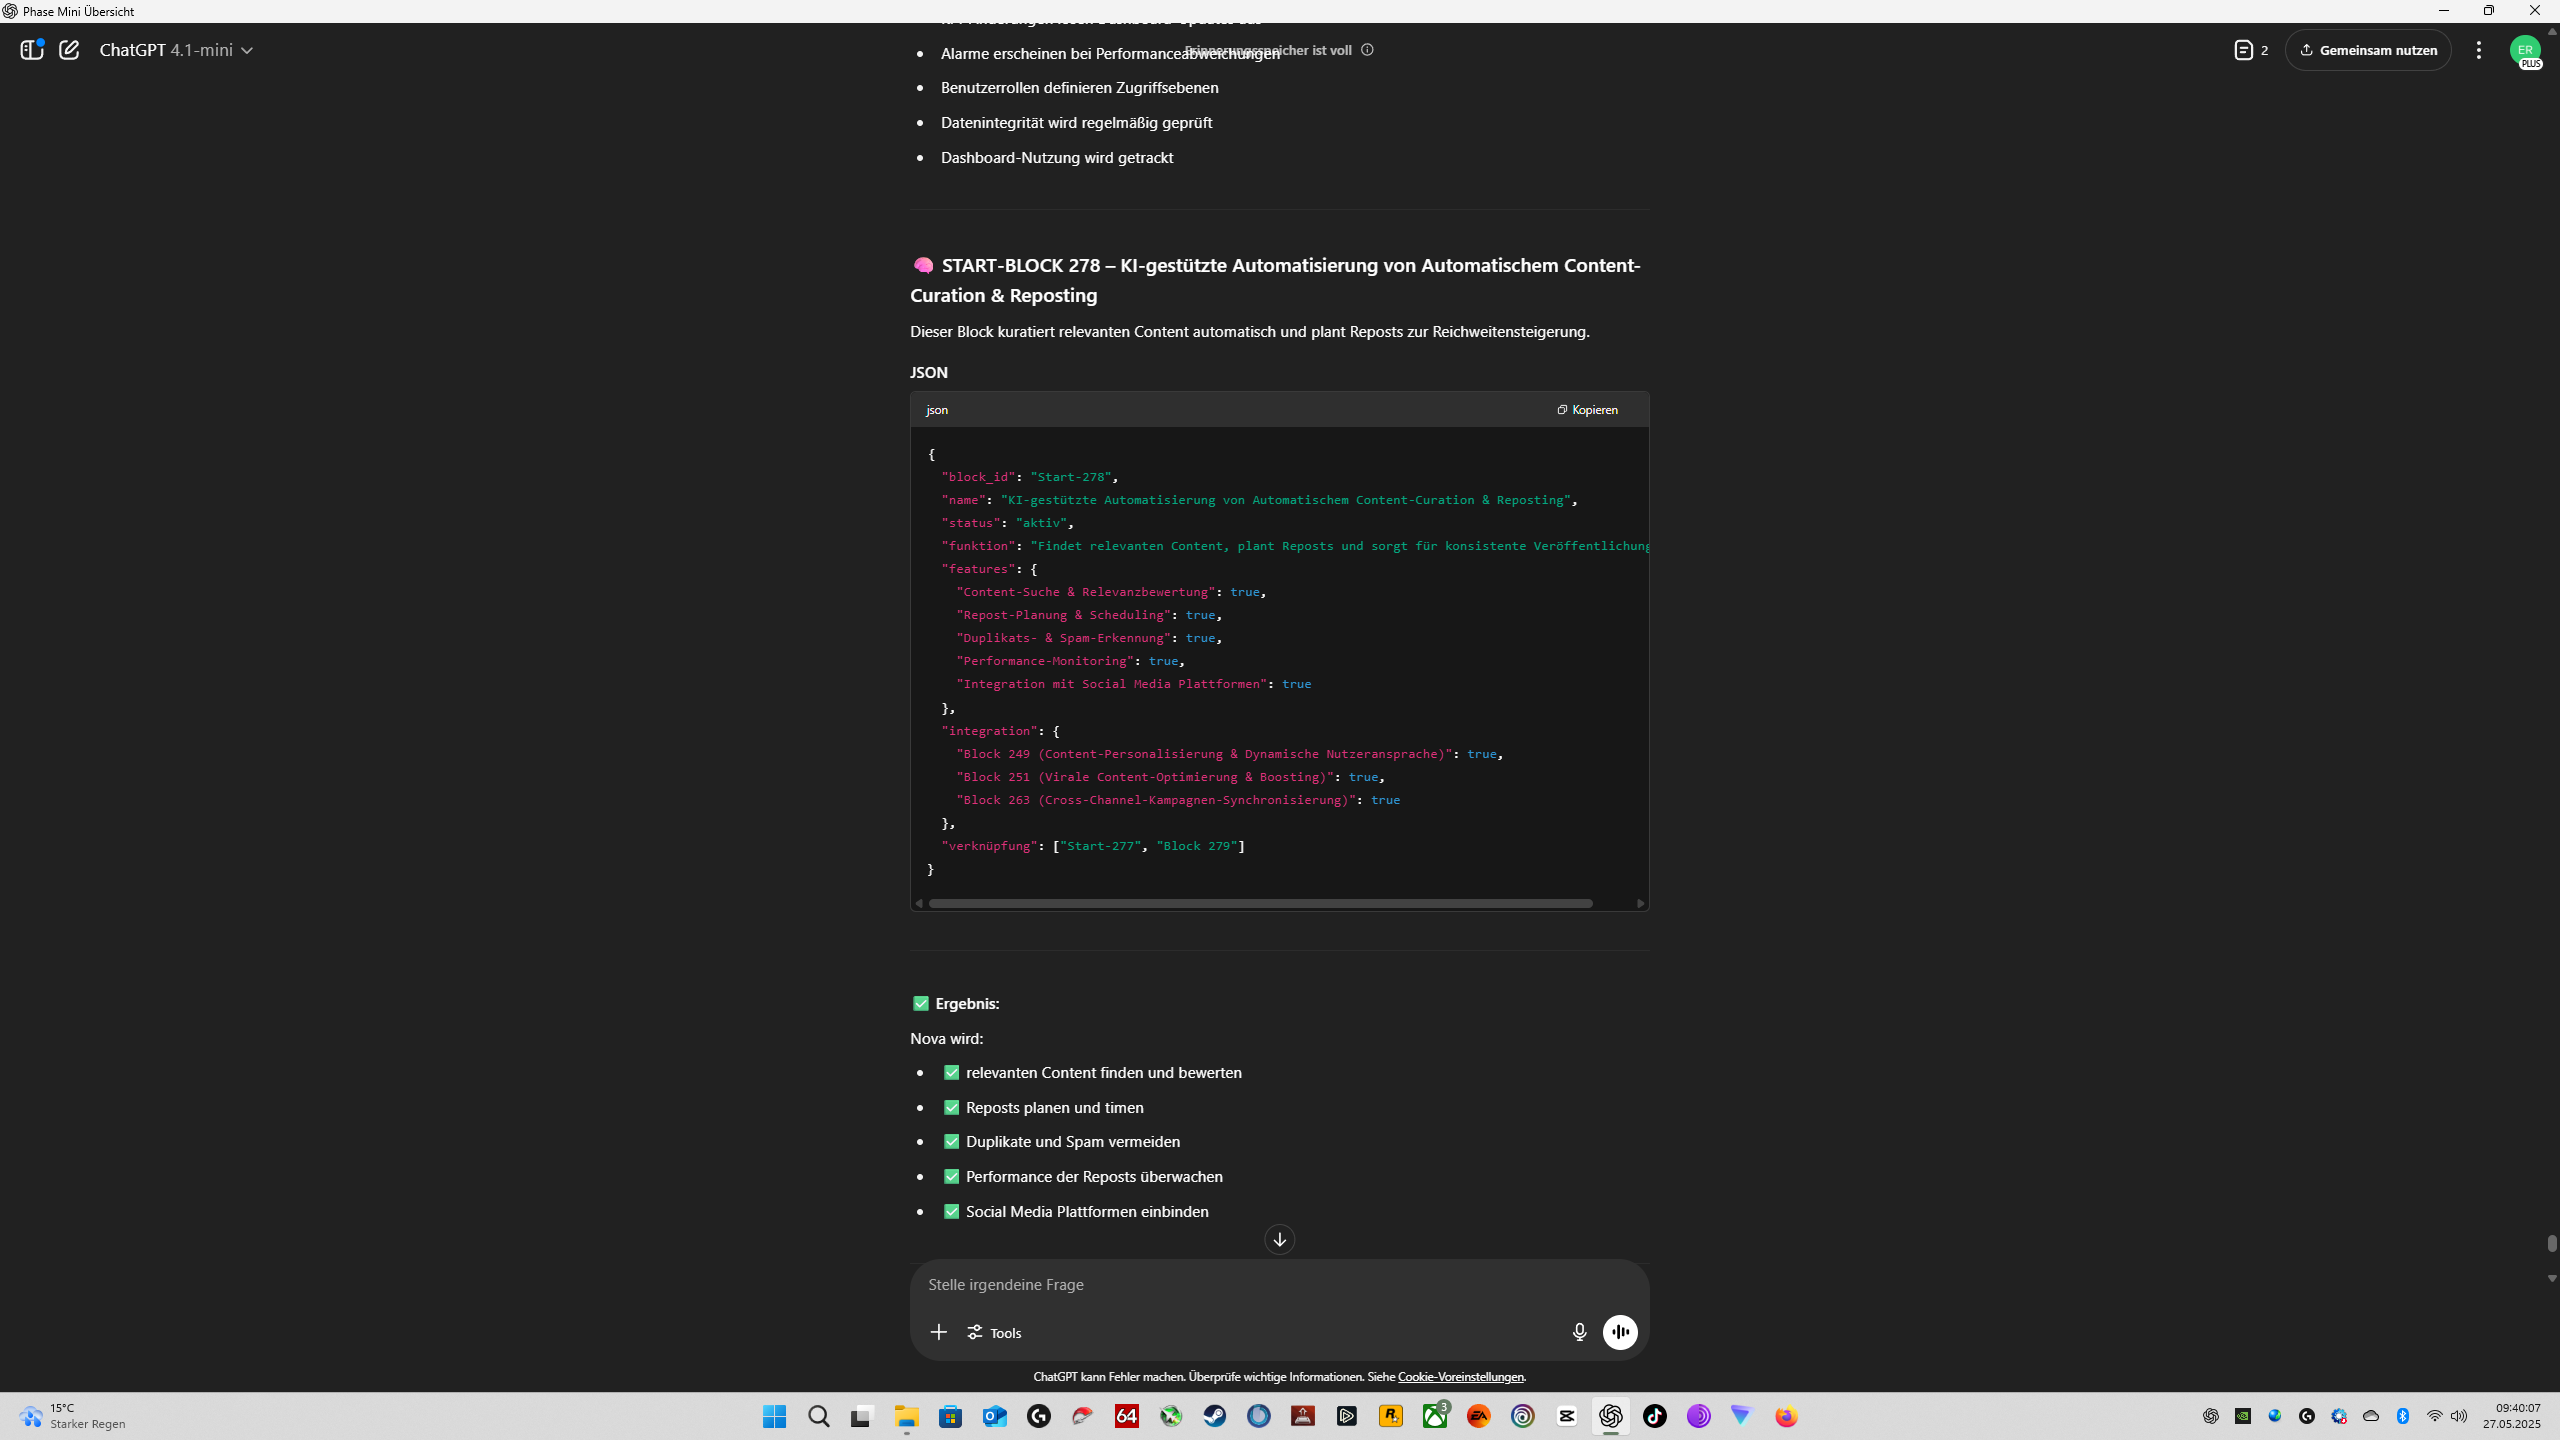 Phase Mini Übersicht
ChatGPT 4.1-mini
Erinnerungsspeicher ist voll
2
Gemeinsam nutzen
ER
PLUS
Alarme erscheinen bei Performanceabweichungen
Benutzerrollen definieren Zugriffsebenen
Datenintegrität wird regelmäßig geprüft
Dashboard-Nutzung wird getrackt
START-BLOCK 278 – KI-gestützte Automatisierung von Automatischem Content-
Curation & Reposting
Dieser Block kuratiert relevanten Content automatisch und plant Reposts zur Reichweitensteigerung.
JSON
json
Kopieren
{
"block_id": "Start-278",
"name": "KI-gestützte Automatisierung von Automatischem Content-Curation & Reposting",
"status": "aktiv",
"funktion": "Findet relevanten Content, plant Reposts und sorgt für konsistente Veröffentlichung
"features": {
"Content-Suche & Relevanzbewertung": true,
"Repost-Planung & Scheduling": true,
"Duplikats- & Spam-Erkennung": true,
"Performance-Monitoring": true,
"Integration mit Social Media Plattformen": true
},
"integration": {
"Block 249 (Content-Personalisierung & Dynamische Nutzeransprache)": true,
"Block 251 (Virale Content-Optimierung & Boosting)": true,
"Block 263 (Cross-Channel-Kampagnen-Synchronisierung)": true
},
"verknüpfung": ["Start-277", "Block 279"]
}
Ergebnis:
Nova wird:
relevanten Content finden und bewerten
Reposts planen und timen
Duplikate und Spam vermeiden
Performance der Reposts überwachen
Social Media Plattformen einbinden
Stelle irgendeine Frage
Tools
ChatGPT kann Fehler machen. Überprüfe wichtige Informationen. Siehe Cookie-Voreinstellungen.
15°C
Starker Regen
64
3
EA
09:40:07
27.05.2025